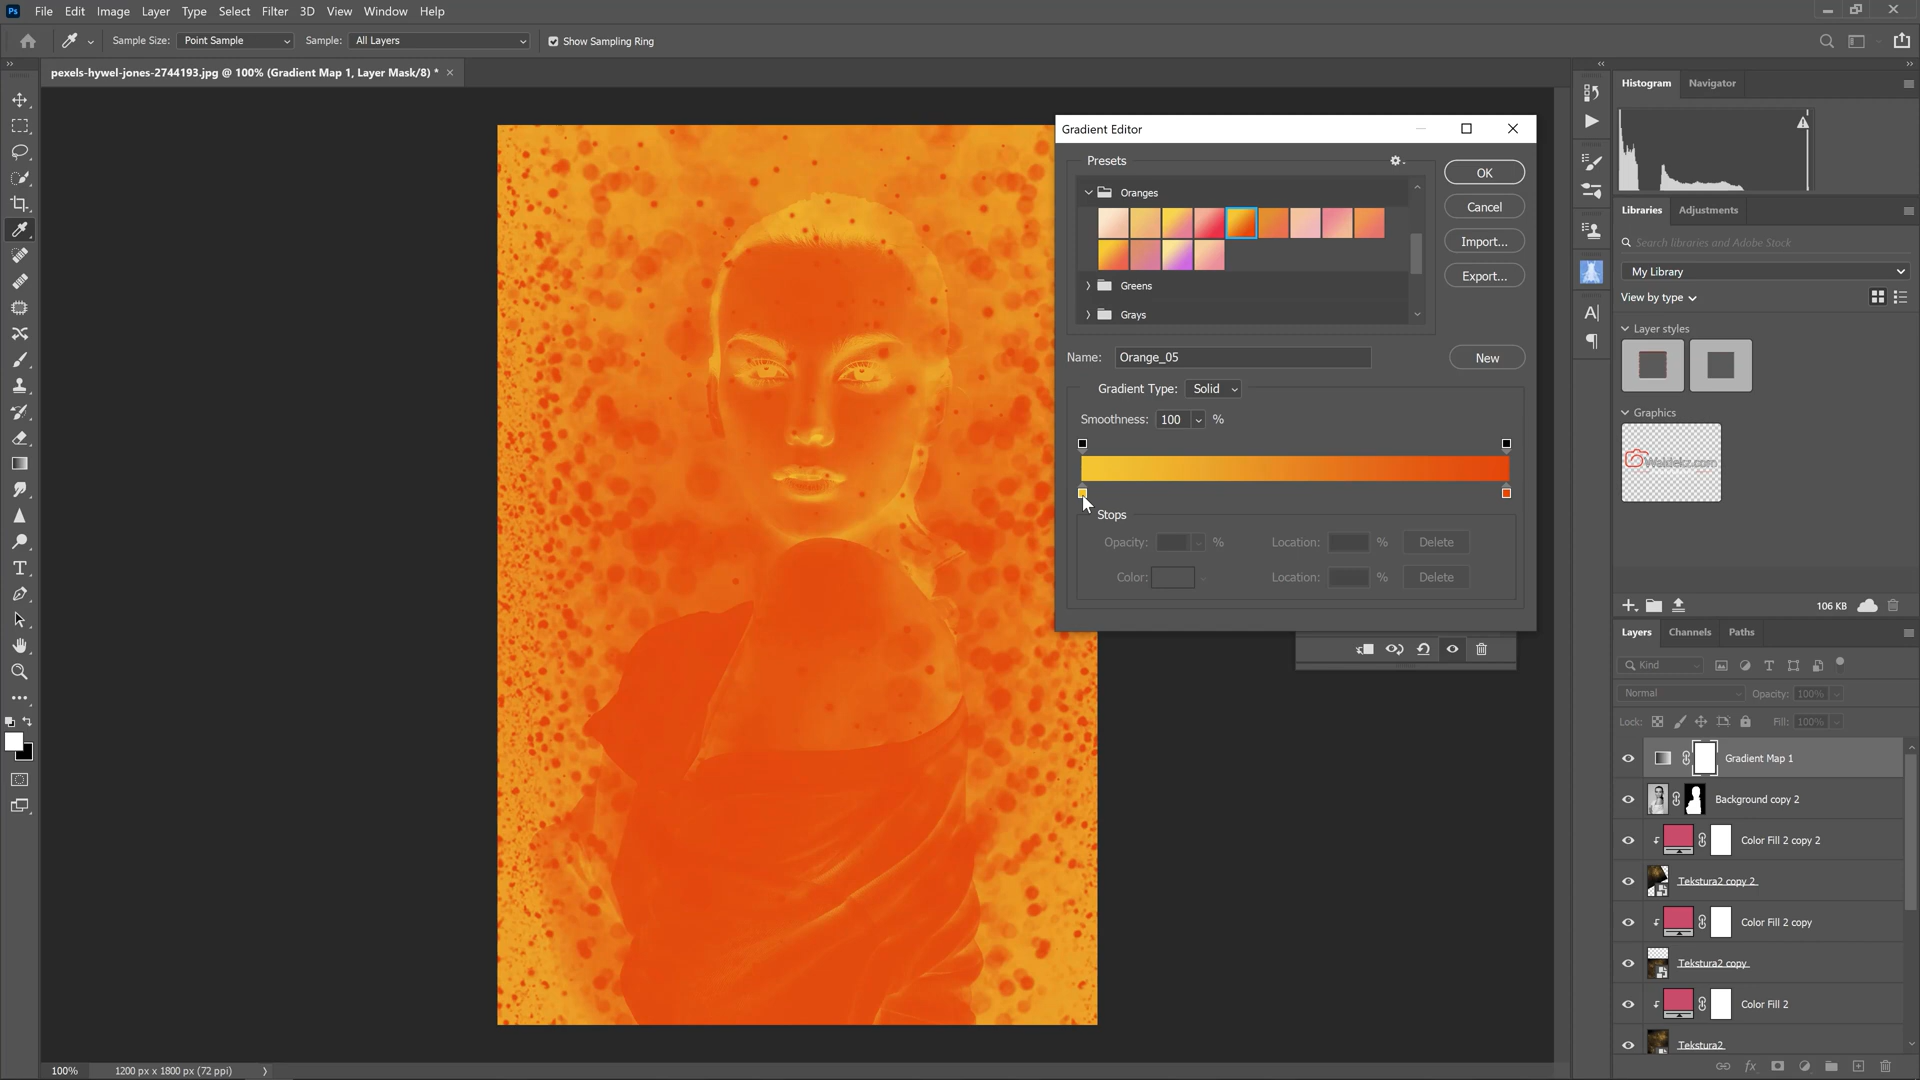 Ps File Edit Image Layer Type Select Filter 3D View Window Help
Sample Size: Point Sample Sample: All Layers Show Sampling Ring
pexels-hywel-jones-2744193.jpg @ 100% (Gradient Map 1, Layer Mask/8) *
Gradient Editor
Presets
Oranges
Greens
Grays
OK
Cancel
Import...
Export...
Name: Orange_05
New
Gradient Type: Solid
Smoothness: 100 %
Stops
Opacity: % Location: % Delete
Color: Location: % Delete
Histogram Navigator
Libraries Adjustments
Search libraries and Adobe Stock
My Library
View by type
Layer styles
Graphics
Waldekz.com
106 KB
Layers Channels Paths
Kind
Normal Opacity: 100%
Lock: Fill: 100%
Gradient Map 1
Background copy 2
Color Fill 2 copy 2
Tekstura2 copy 2
Color Fill 2 copy
Tekstura2 copy
Color Fill 2
Tekstura2
100% 1200 px x 1800 px (72 ppi)